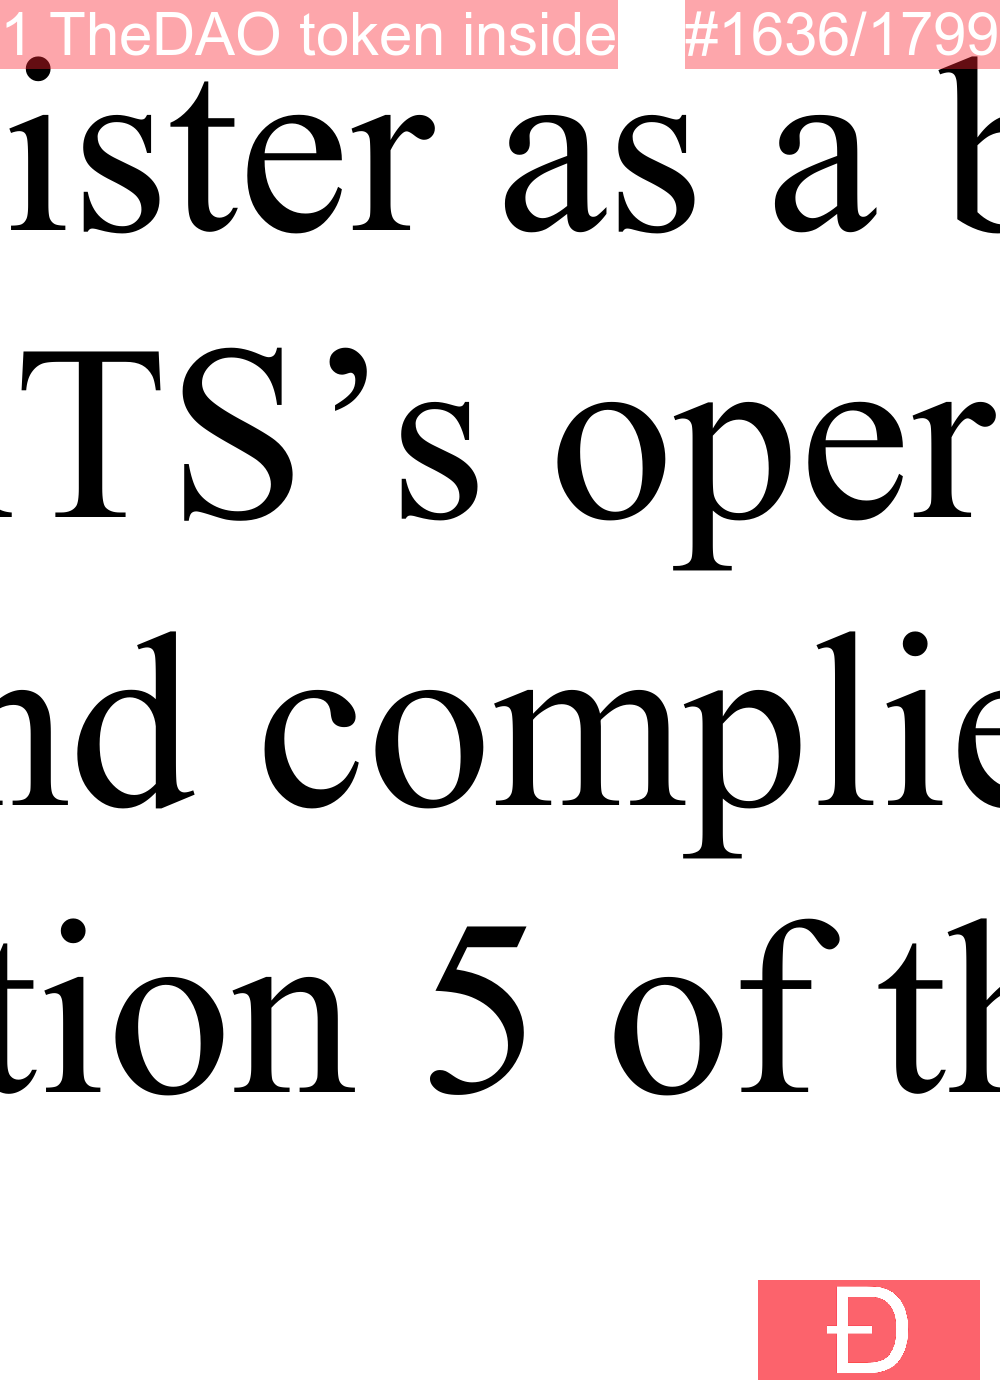 1 TheDAO token inside #1636/1799
ister as a b
TS’s oper
nd complie
tion 5 of th
Đ